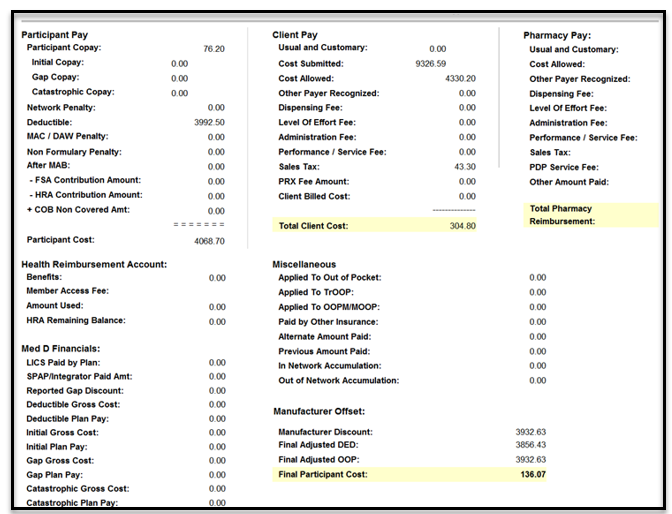 Participant Pay
Participant Copay: 76.20
Initial Copay: 0.00
Gap Copay: 0.00
Catastrophic Copay: 0.00
Network Penalty: 0.00
Deductible: 3992.50
MAC / DAW Penalty: 0.00
Non Formulary Penalty: 0.00
After MAB: 0.00
- FSA Contribution Amount: 0.00
- HRA Contribution Amount: 0.00
+ COB Non Covered Amt: 0.00
=======
Participant Cost: 4068.70
Client Pay
Usual and Customary: 0.00
Cost Submitted: 9326.59
Cost Allowed: 4330.20
Other Payer Recognized: 0.00
Dispensing Fee: 0.00
Level Of Effort Fee: 0.00
Administration Fee: 0.00
Performance / Service Fee: 0.00
Sales Tax: 43.30
PRX Fee Amount: 0.00
Client Billed Cost: 0.00
-------------
Total Client Cost: 304.80
Pharmacy Pay:
Usual and Customary:
Cost Allowed:
Other Payer Recognized:
Dispensing Fee:
Level Of Effort Fee:
Administration Fee:
Performance / Service Fee:
Sales Tax:
PDP Service Fee:
Other Amount Paid:
Total Pharmacy
Reimbursement:
Health Reimbursement Account:
Benefits: 0.00
Member Access Fee:
Amount Used: 0.00
HRA Remaining Balance: 0.00
Miscellaneous
Applied To Out of Pocket: 0.00
Applied To TrOOP: 0.00
Applied To OOPM/MOOP: 0.00
Paid by Other Insurance: 0.00
Alternate Amount Paid: 0.00
Previous Amount Paid: 0.00
In Network Accumulation: 0.00
Out of Network Accumulation: 0.00
Med D Financials:
LICS Paid by Plan: 0.00
SPAP/Integrator Paid Amt: 0.00
Reported Gap Discount: 0.00
Deductible Gross Cost: 0.00
Deductible Plan Pay: 0.00
Initial Gross Cost: 0.00
Initial Plan Pay: 0.00
Gap Gross Cost: 0.00
Gap Plan Pay: 0.00
Catastrophic Gross Cost: 0.00
Catastrophic Plan Pay: 0.00
Manufacturer Offset:
Manufacturer Discount: 3932.63
Final Adjusted DED: 3856.43
Final Adjusted OOP: 3932.63
Final Participant Cost: 136.07